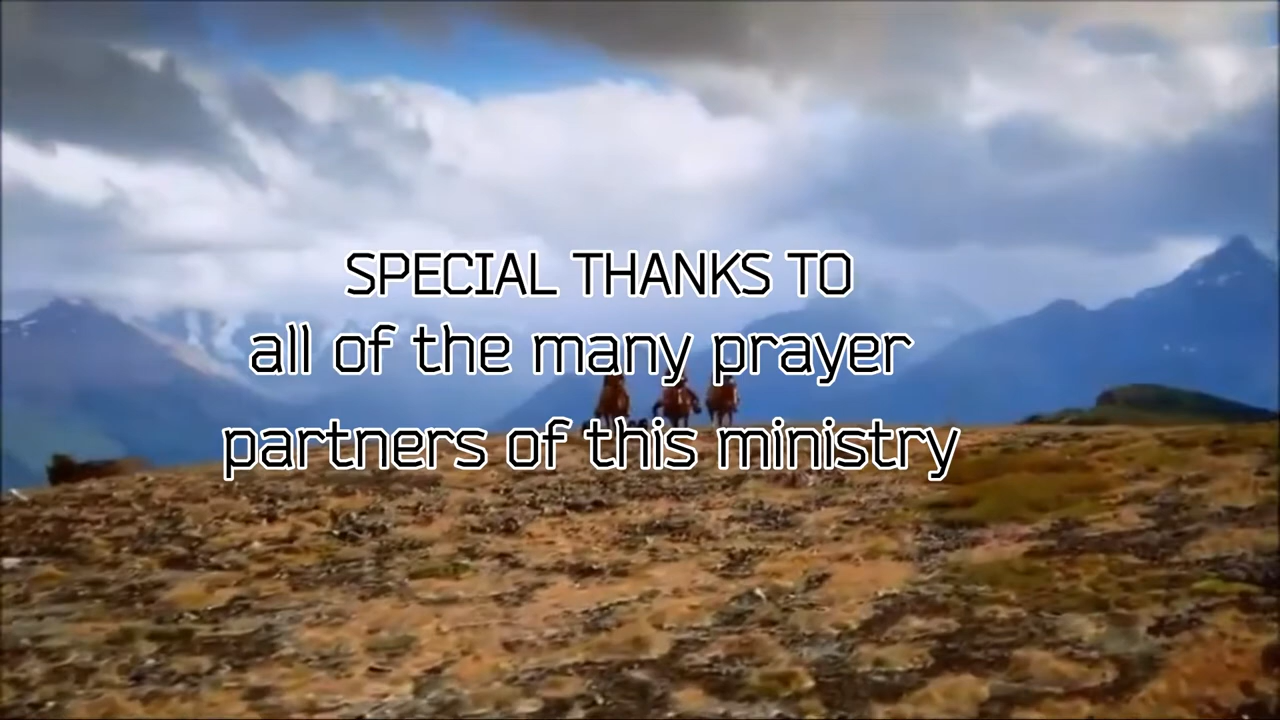 SPECIAL THANKS TO
all of the many prayer
partners of this ministry